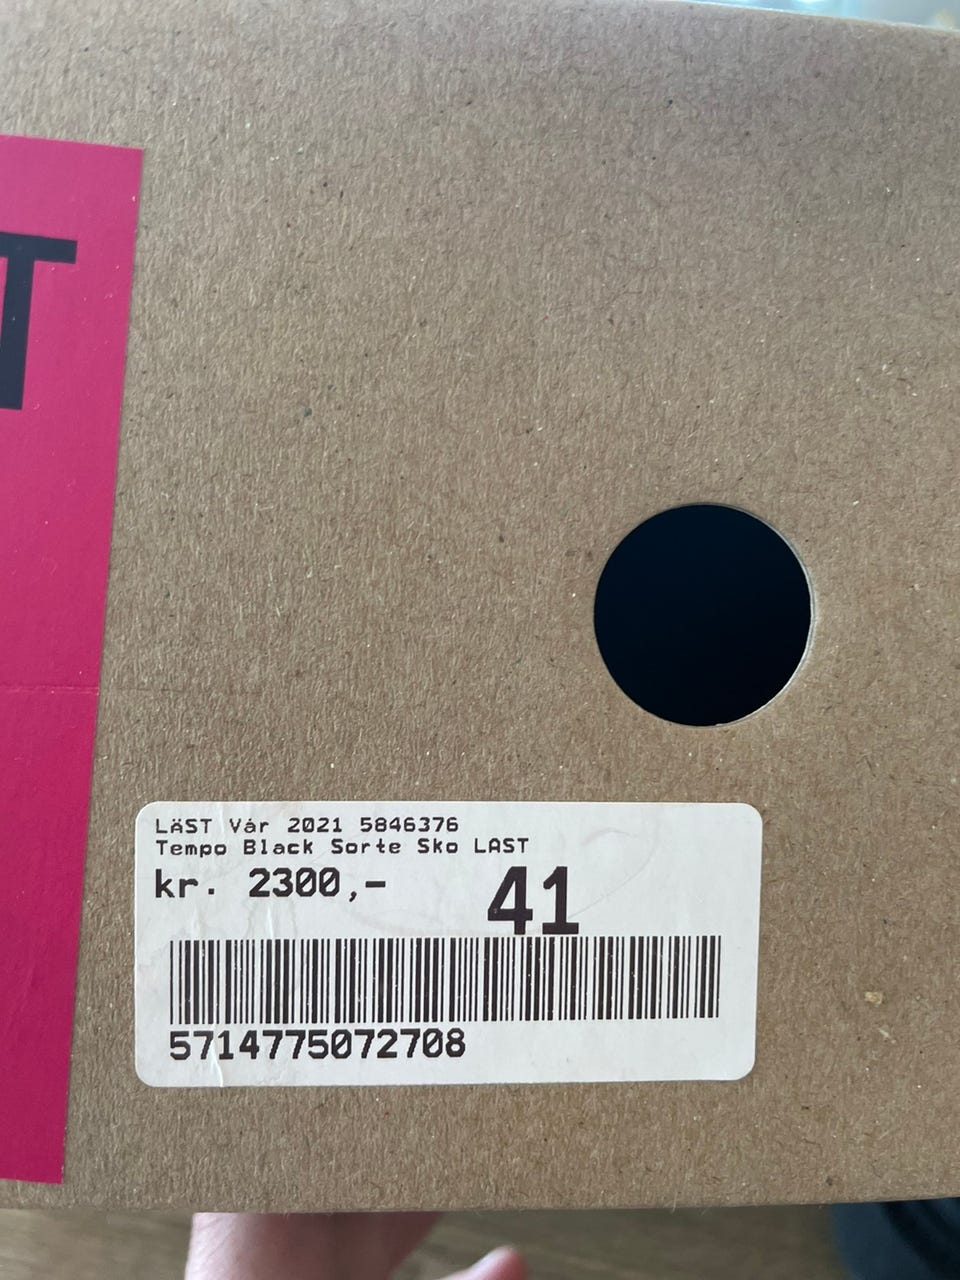 T
LÄST Vår 2021 5846376
Tempo Black Sorte Sko LAST
kr. 2300,-
41
5714775072708